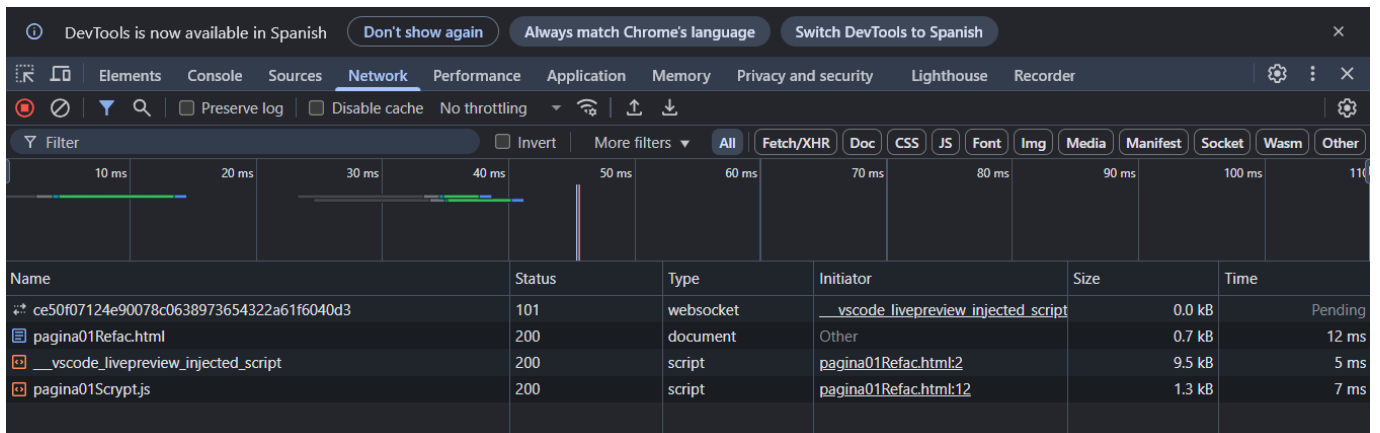 DevTools is now available in Spanish Don't show again Always match Chrome's language Switch DevTools to Spanish
Elements Console Sources Network Performance Application Memory Privacy and security Lighthouse Recorder
Preserve log Disable cache No throttling
Filter Invert More filters All Fetch/XHR Doc CSS JS Font Img Media Manifest Socket Wasm Other
10 ms 20 ms 30 ms 40 ms 50 ms 60 ms 70 ms 80 ms 90 ms 100 ms 110
Name Status Type Initiator Size Time
ce50f07124e90078c0638973654322a61f6040d3 101 websocket ___vscode_livepreview_injected_script 0.0 kB Pending
pagina01Refac.html 200 document Other 0.7 kB 12 ms
___vscode_livepreview_injected_script 200 script pagina01Refac.html:2 9.5 kB 5 ms
pagina01Scrypt.js 200 script pagina01Refac.html:12 1.3 kB 7 ms